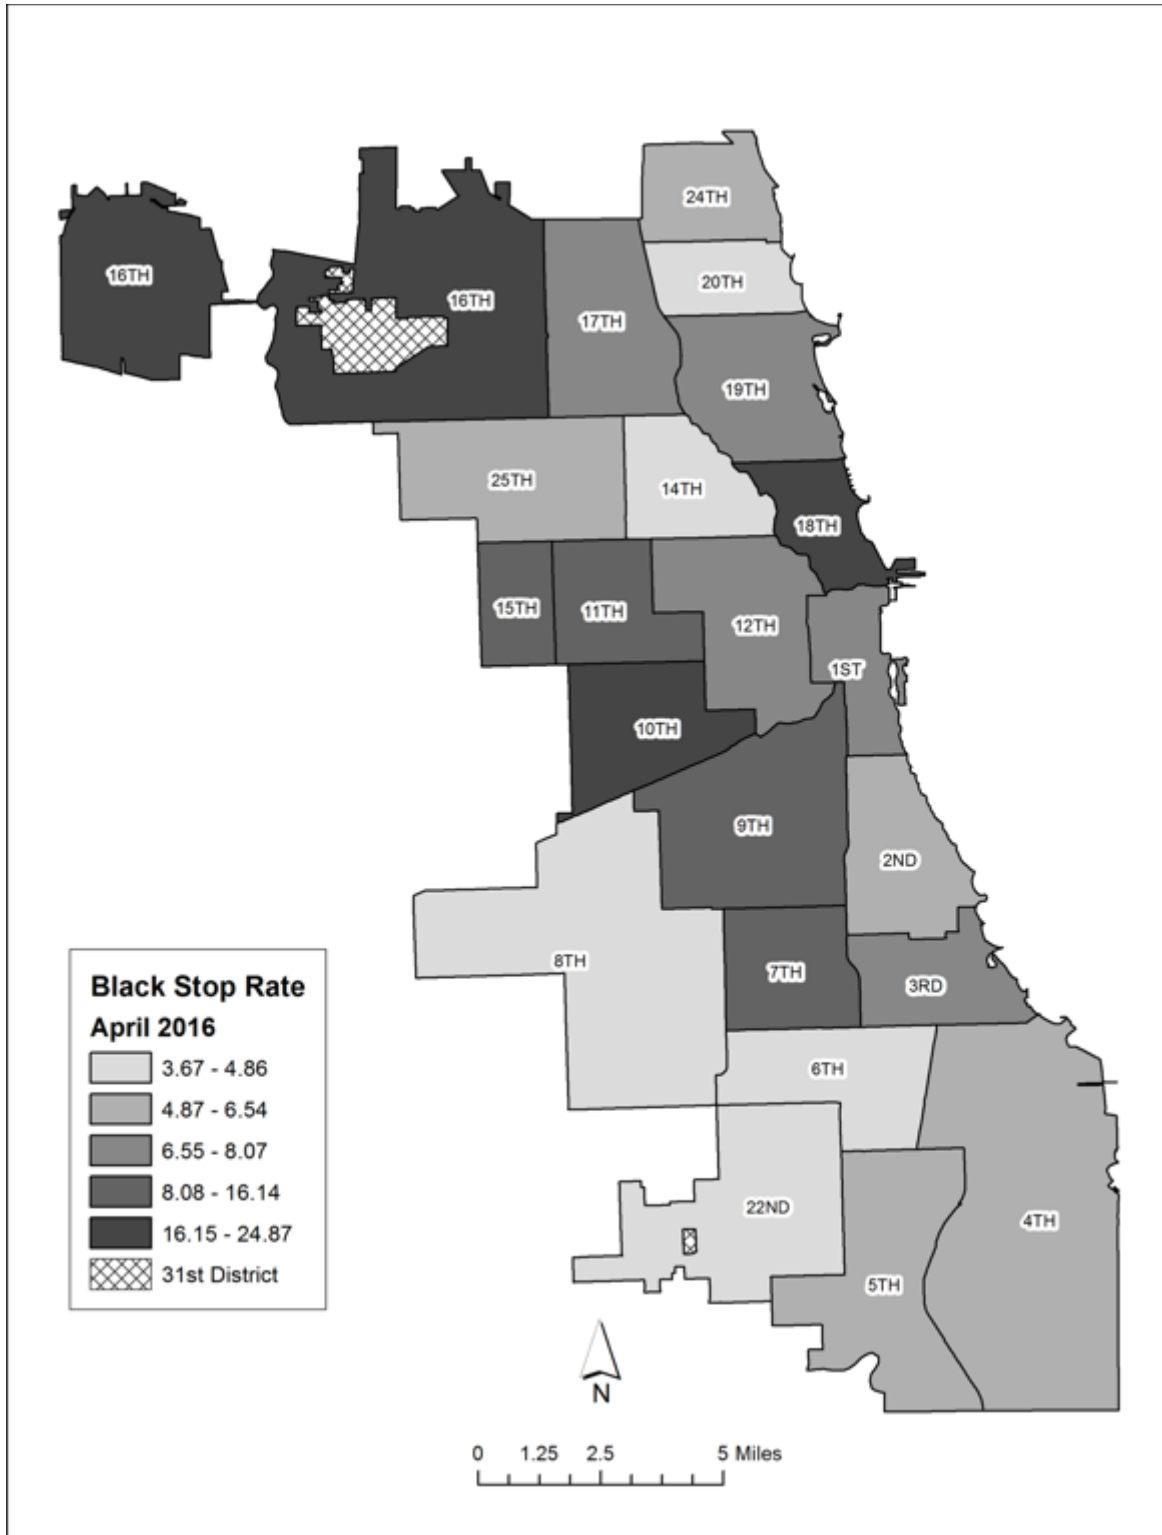 24TH
16TH
20TH
16TH
17TH
19TH
25TH
14TH
18TH
15TH
11TH
12TH
1ST
10TH
9TH
2ND
8TH
7TH
3RD
6TH
22ND
4TH
5TH
Black Stop Rate
April 2016
3.67 - 4.86
4.87 - 6.54
6.55 - 8.07
8.08 - 16.14
16.15 - 24.87
31st District
N
0 1.25 2.5 5 Miles